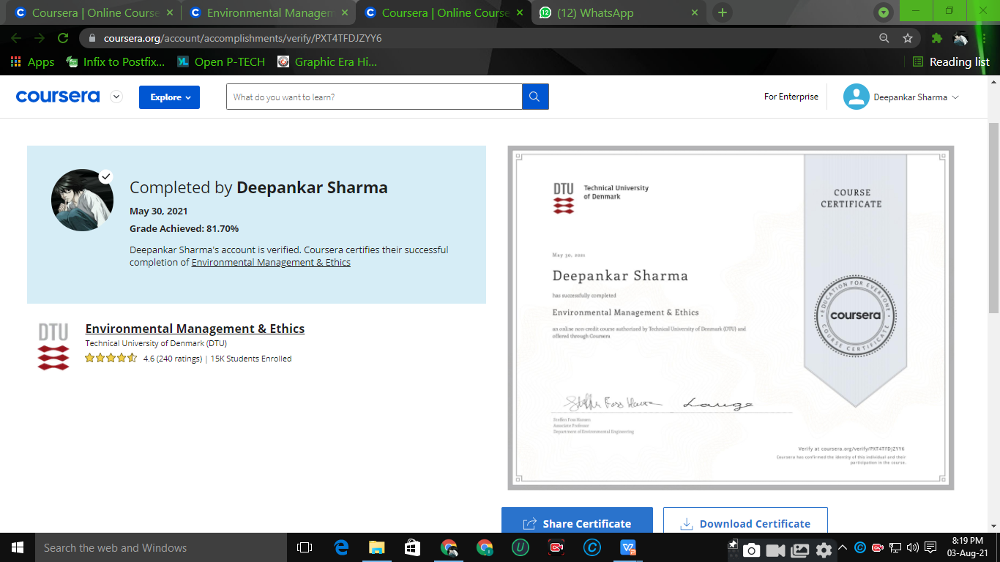 Coursera | Online Course
Environmental Managem
Coursera | Online Course
(12) WhatsApp
coursera.org/account/accomplishments/verify/PXT4TFDJZYY6
Apps
Infix to Postfix...
Open P-TECH
Graphic Era Hi...
Reading list
coursera
Explore
What do you want to learn?
For Enterprise
Deepankar Sharma
Completed by Deepankar Sharma
May 30, 2021
Grade Achieved: 81.70%
Deepankar Sharma's account is verified. Coursera certifies their successful
completion of Environmental Management & Ethics
DTU
Environmental Management & Ethics
Technical University of Denmark (DTU)
4.6 (240 ratings) | 15K Students Enrolled
DTU
Technical University
of Denmark
COURSE
CERTIFICATE
May 30, 2021
Deepankar Sharma
has successfully completed
Environmental Management & Ethics
an online non-credit course authorized by Technical University of Denmark (DTU) and
offered through Coursera
EDUCATION FOR EVERYONE
coursera
COURSE CERTIFICATE
Steffen Foss Hansen
Associate Professor
Department of Environmental Engineering
Verify at coursera.org/verify/PXT4TFDJZYY6
Coursera has confirmed the identity of this individual and their
participation in the course.
Share Certificate
Download Certificate
Search the web and Windows
8:19 PM
03-Aug-21